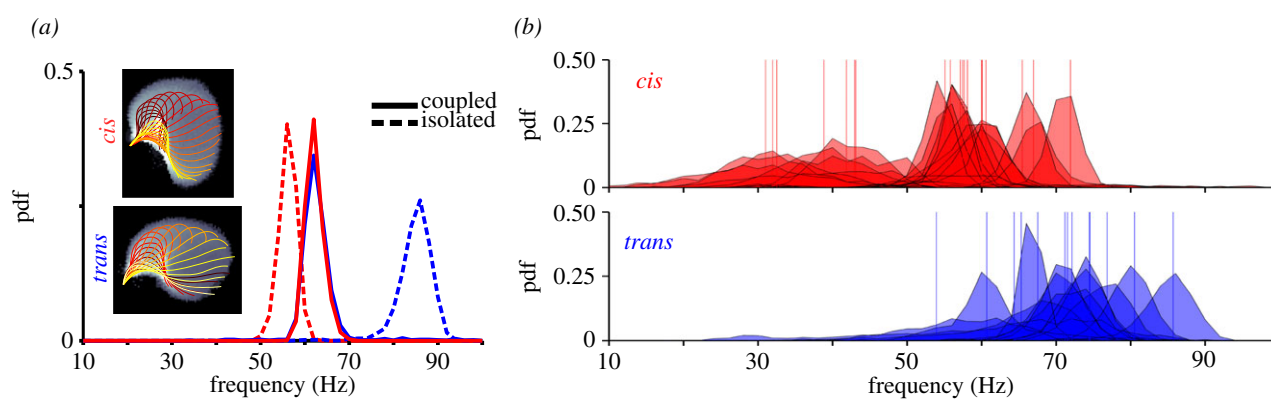 (a)
0.5
cis
trans
coupled
isolated
pdf
0
10 30 50 70 90
frequency (Hz)
(b)
0.50
cis
0.25
pdf
0
0.50
trans
0.25
pdf
0
10 30 50 70 90
frequency (Hz)